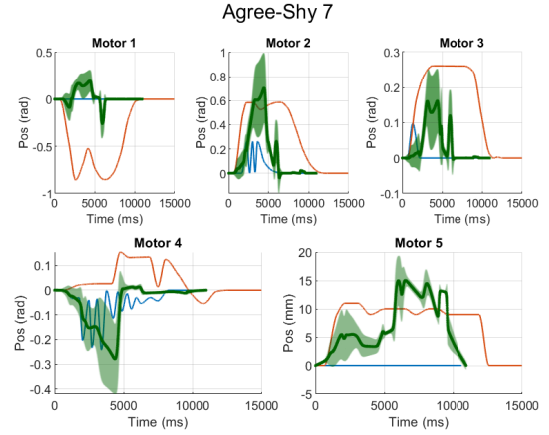 Agree-Shy 7
Motor 1
Pos (rad)
0.5
0
-0.5
-1
0 5000 10000 15000
Time (ms)
Motor 2
Pos (rad)
1
0.8
0.6
0.4
0.2
0
0 5000 10000 15000
Time (ms)
Motor 3
Pos (rad)
0.3
0.2
0.1
0
-0.1
0 5000 10000 15000
Time (ms)
Motor 4
Pos (rad)
0.1
0
-0.1
-0.2
-0.3
-0.4
0 5000 10000 15000
Time (ms)
Motor 5
Pos (mm)
20
15
10
5
0
-5
0 5000 10000 15000
Time (ms)